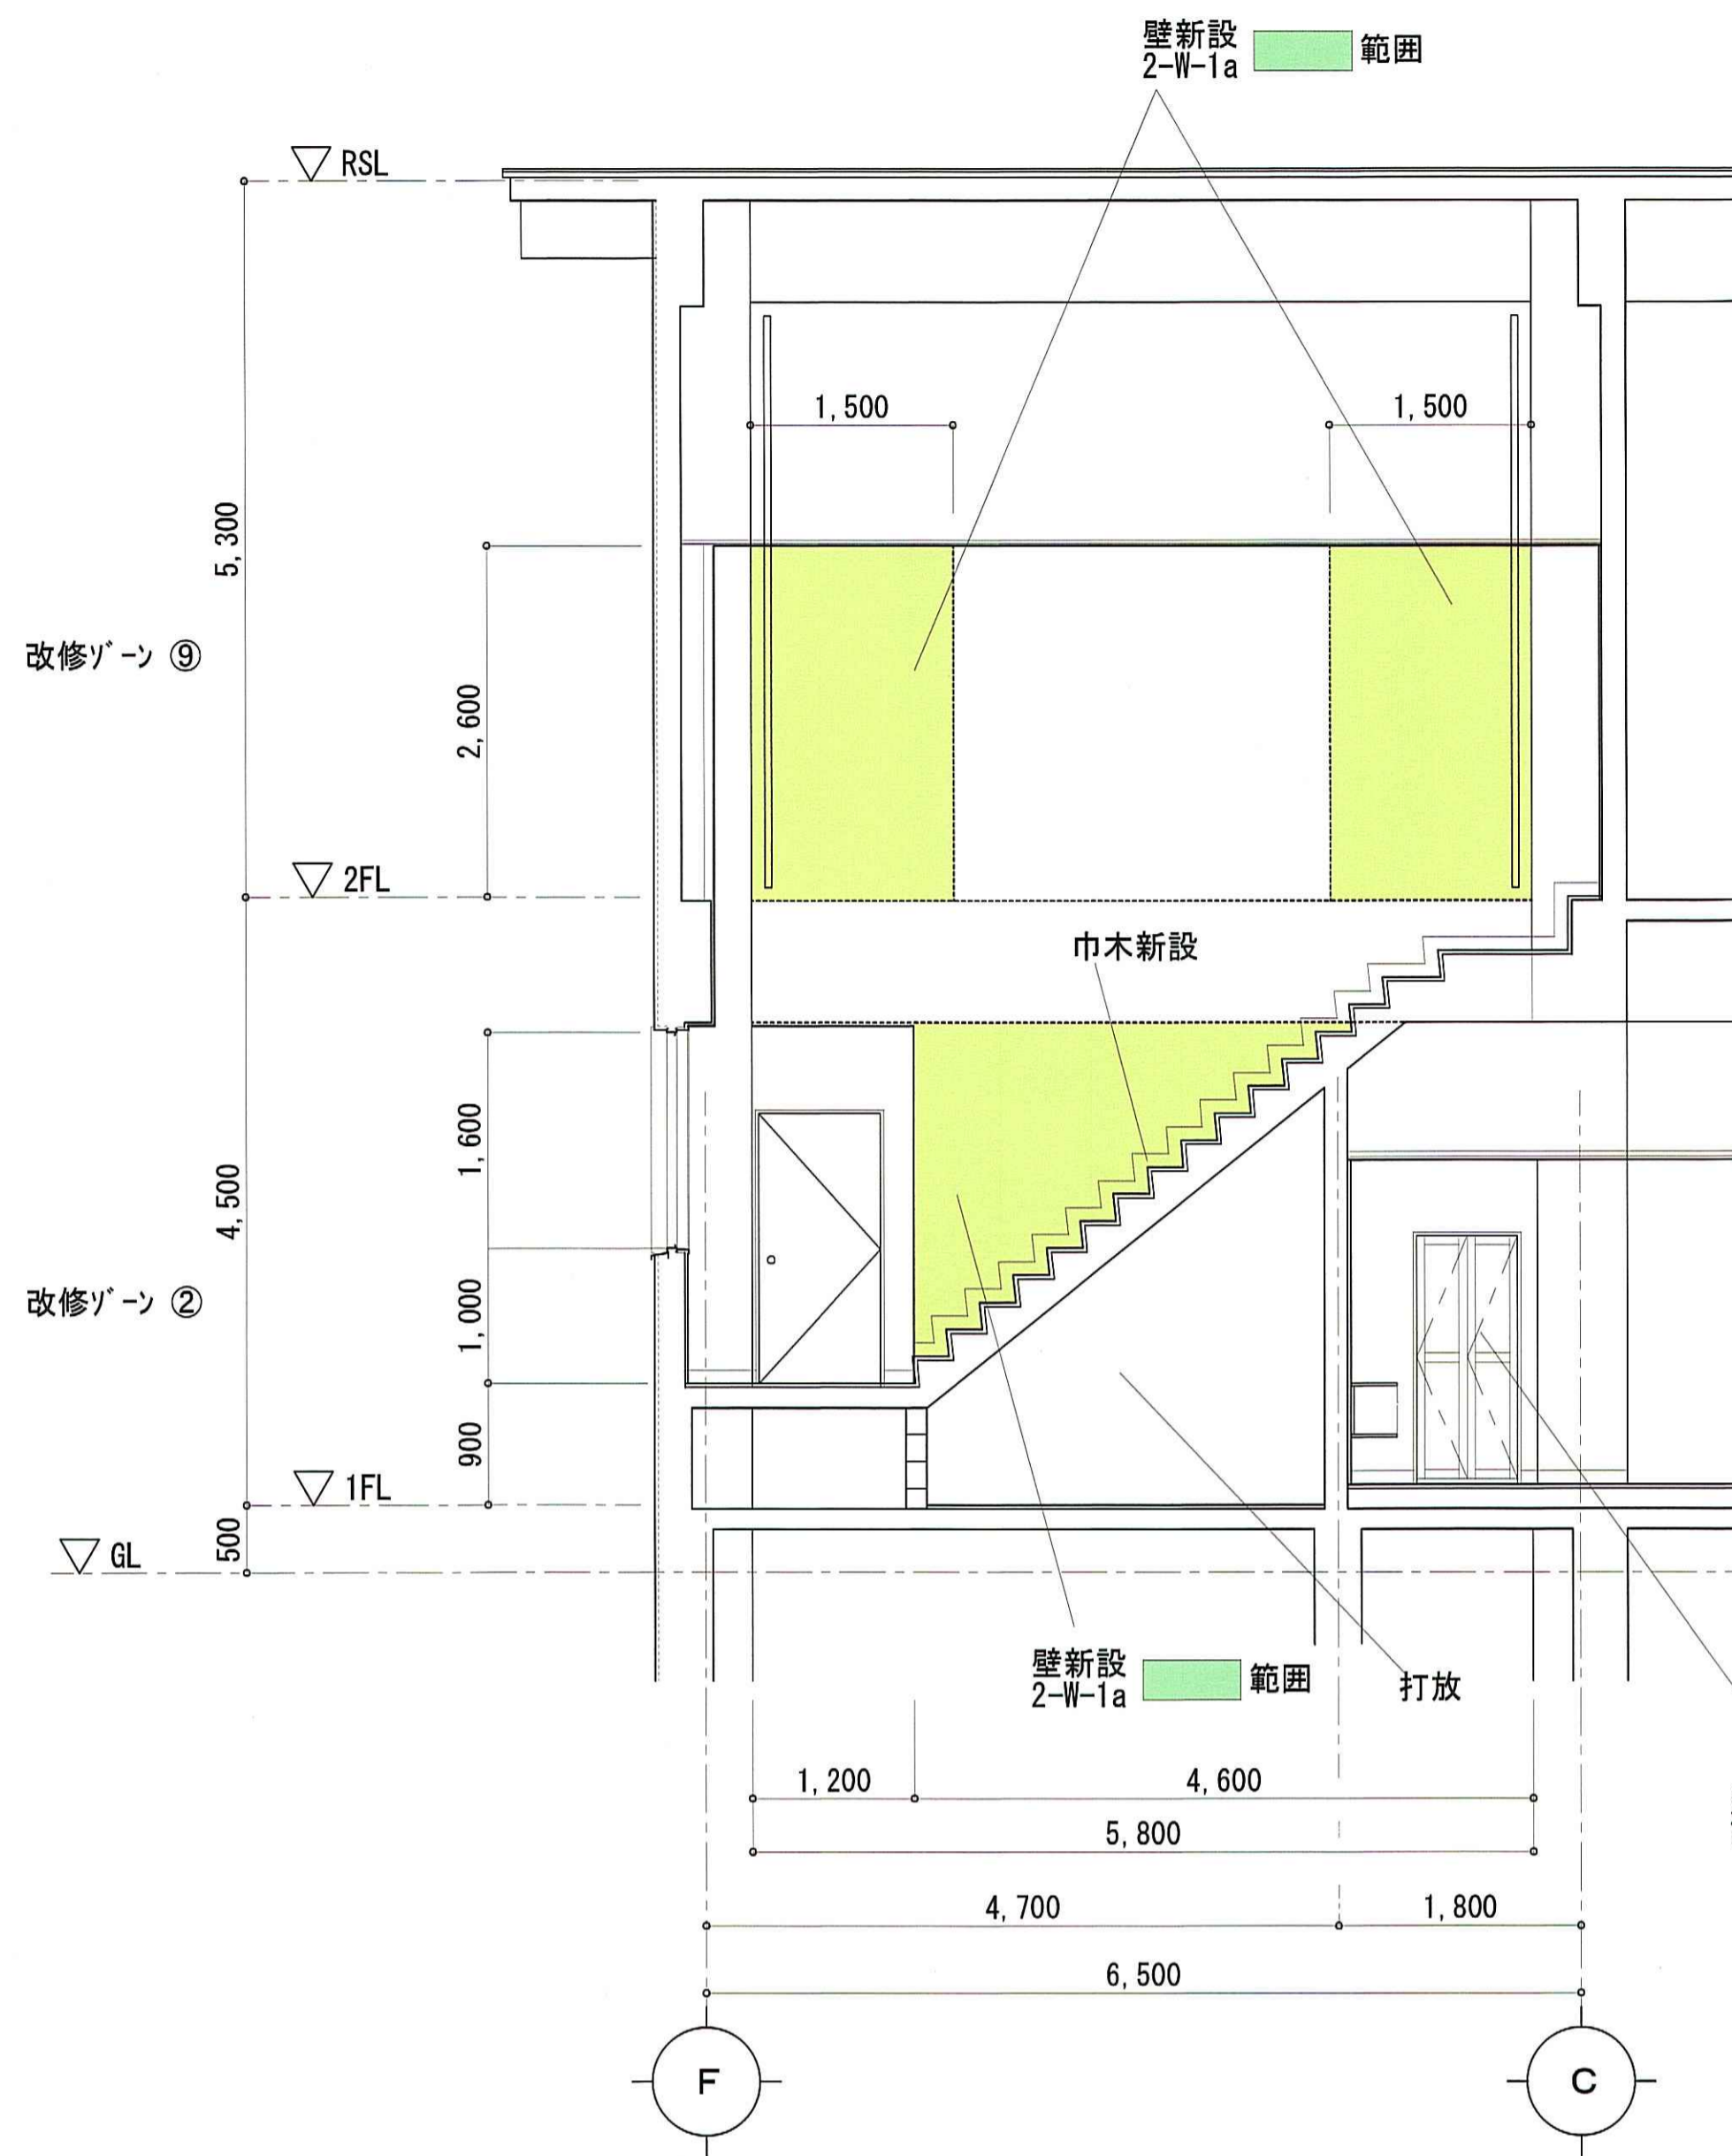 壁新設
2-W-1a
範囲
RSL
1,500
1,500
5,300
改修ゾーン ⑨
2,600
2FL
巾木新設
1,600
4,500
改修ゾーン ②
1,000
900
1FL
500
GL
壁新設
2-W-1a
範囲
打放
1,200
4,600
5,800
4,700
1,800
6,500
F
C